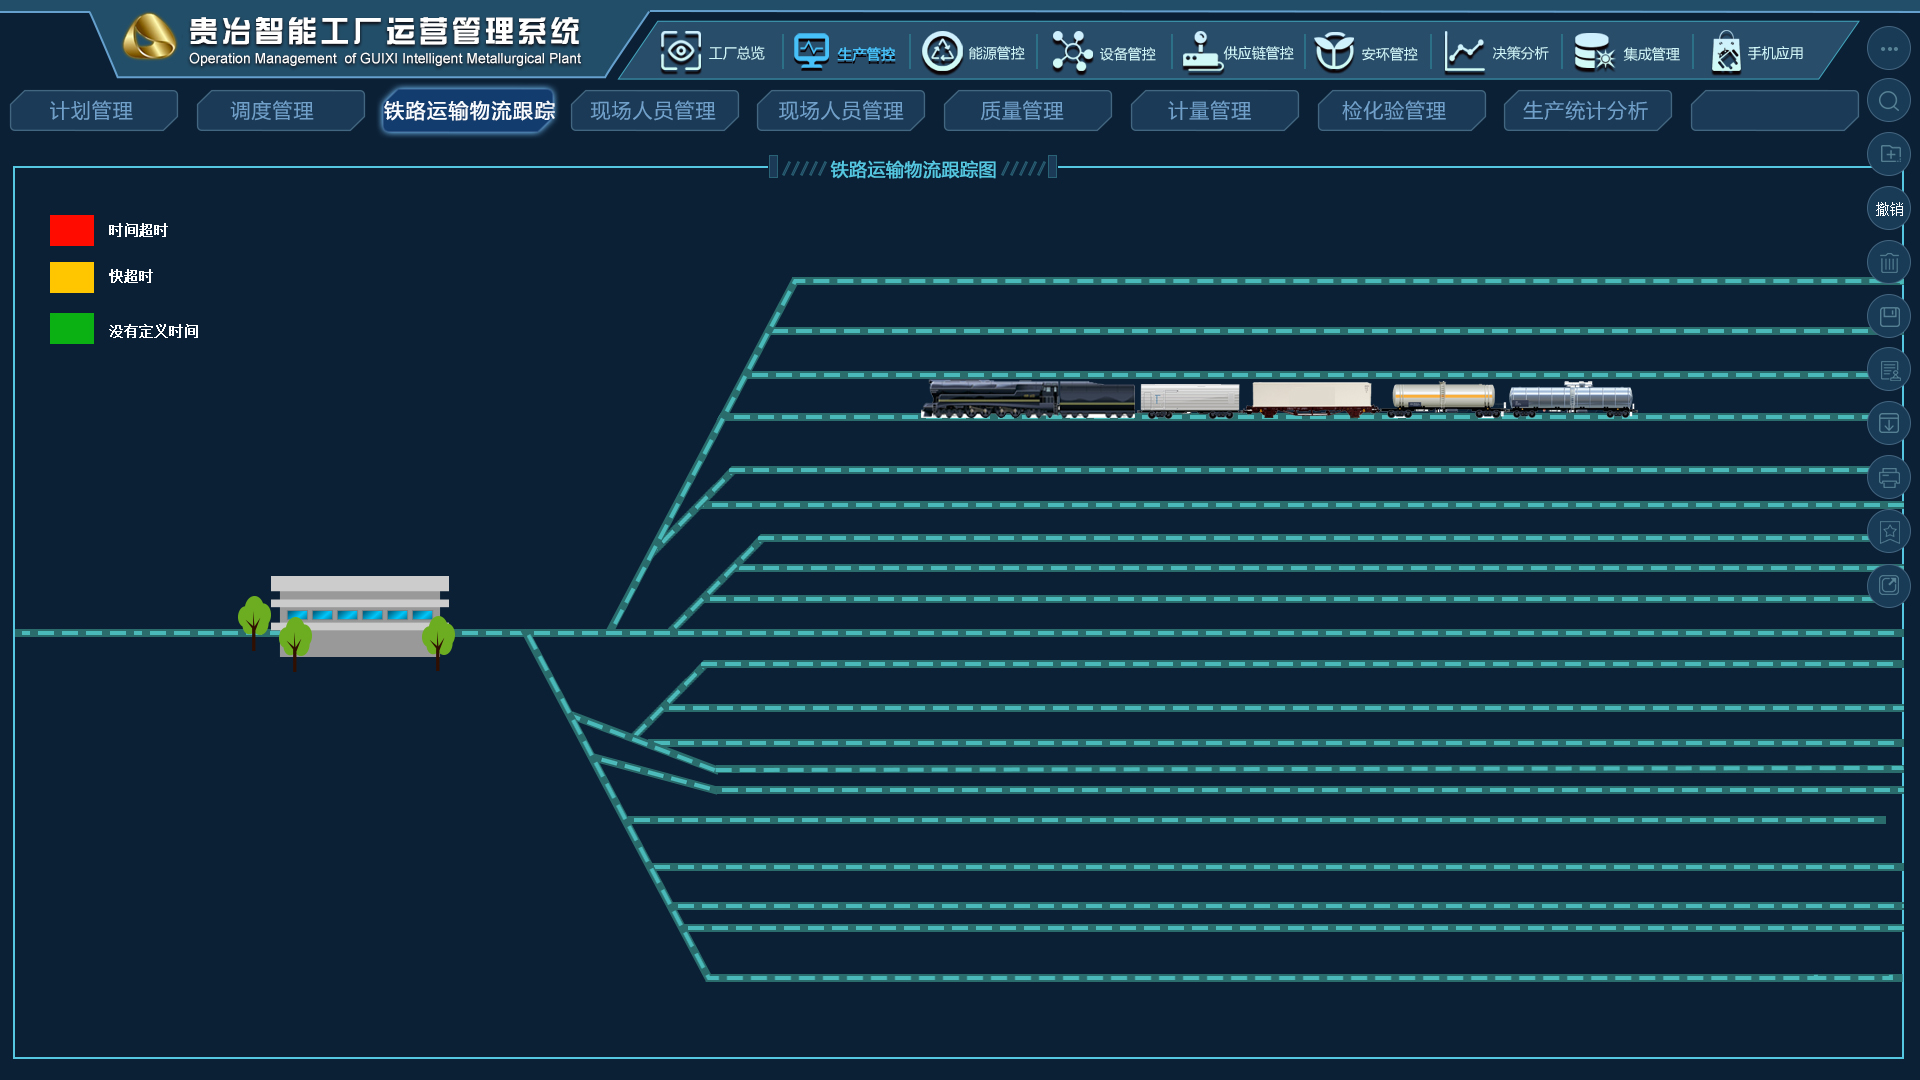 贵冶智能工厂运营管理系统
Operation Management of GUIXI Intelligent Metallurgical Plant
工厂总览
生产管控
能源管控
设备管控
供应链管控
安环管控
决策分析
集成管理
手机应用
计划管理
调度管理
铁路运输物流跟踪
现场人员管理
现场人员管理
质量管理
计量管理
检化验管理
生产统计分析
铁路运输物流跟踪图
撤销
时间超时
快超时
没有定义时间